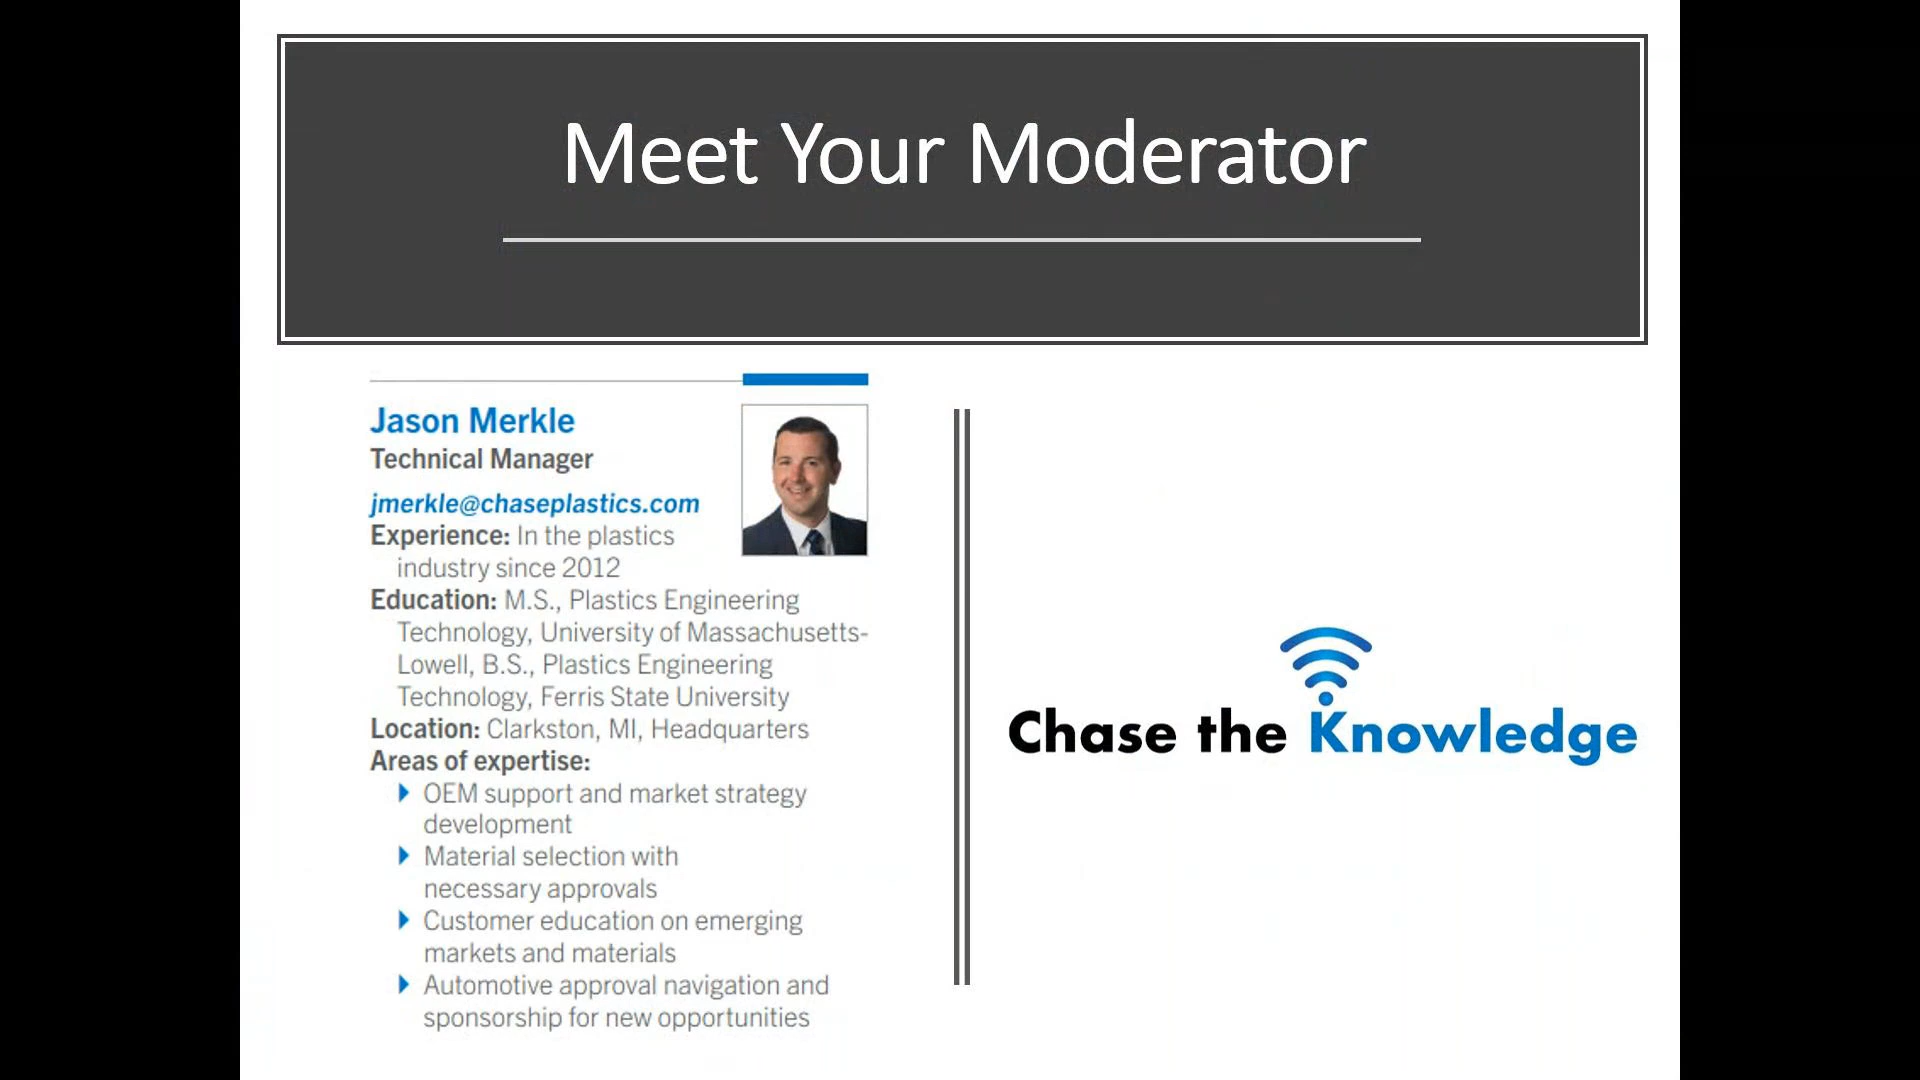 Meet Your Moderator
Jason Merkle
Technical Manager
jmerkle@chaseplastics.com
Experience: In the plastics
industry since 2012
Education: M.S., Plastics Engineering
Technology, University of Massachusetts-
Lowell, B.S., Plastics Engineering
Technology, Ferris State University
Location: Clarkston, MI, Headquarters
Areas of expertise:
OEM support and market strategy
development
Material selection with
necessary approvals
Customer education on emerging
markets and materials
Automotive approval navigation and
sponsorship for new opportunities
Chase the Knowledge